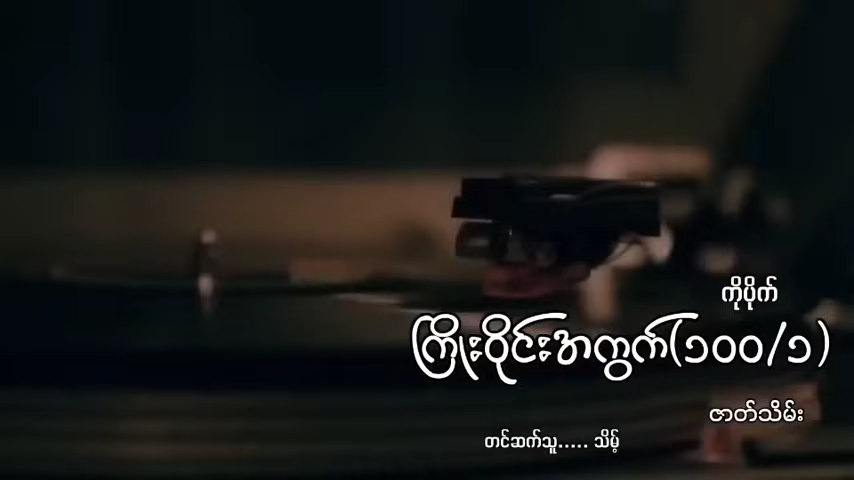 ကိုပိုက်
ကြိုးဝိုင်းအကွက်(၁၀၀/၁)
ဇာတ်သိမ်း
တင်ဆက်သူ..... သိမ့်